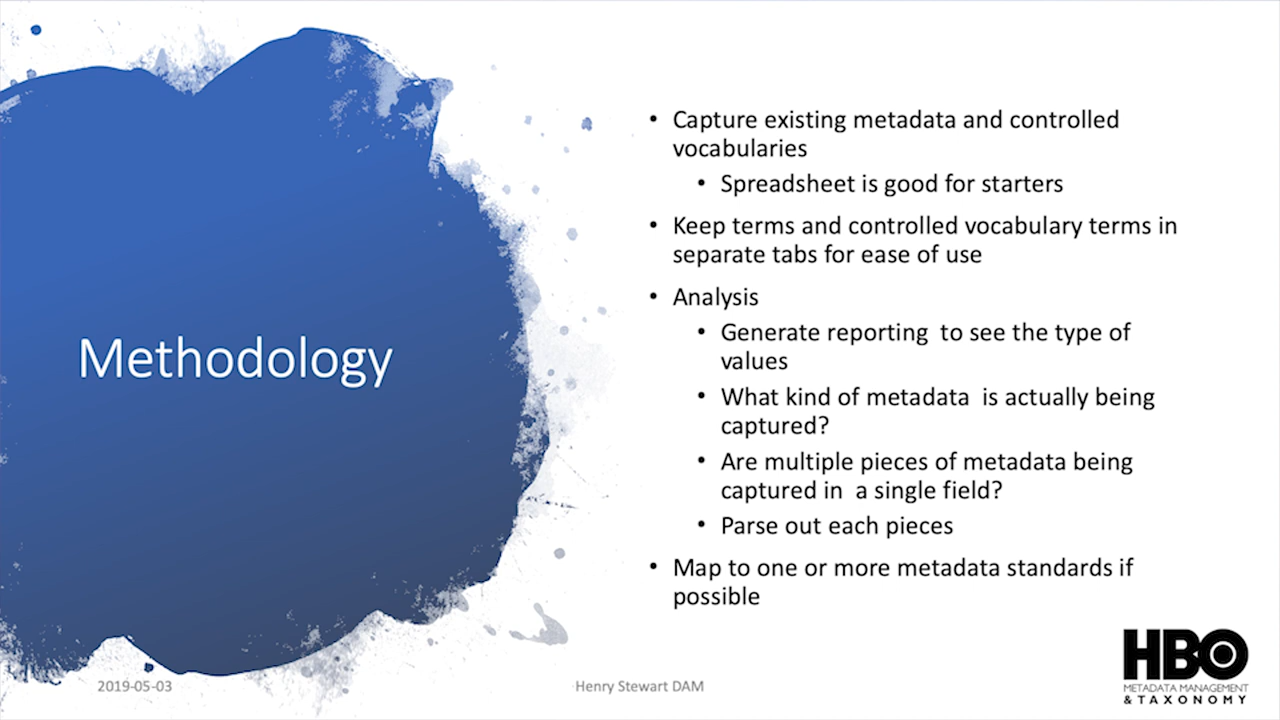 Methodology
• Capture existing metadata and controlled
vocabularies
• Spreadsheet is good for starters
• Keep terms and controlled vocabulary terms in
separate tabs for ease of use
• Analysis
• Generate reporting  to see the type of
values
• What kind of metadata  is actually being
captured?
• Are multiple pieces of metadata being
captured in  a single field?
• Parse out each pieces
• Map to one or more metadata standards if
possible
2019-05-03
Henry Stewart DAM
HBO
METADATA MANAGEMENT
& TAXONOMY